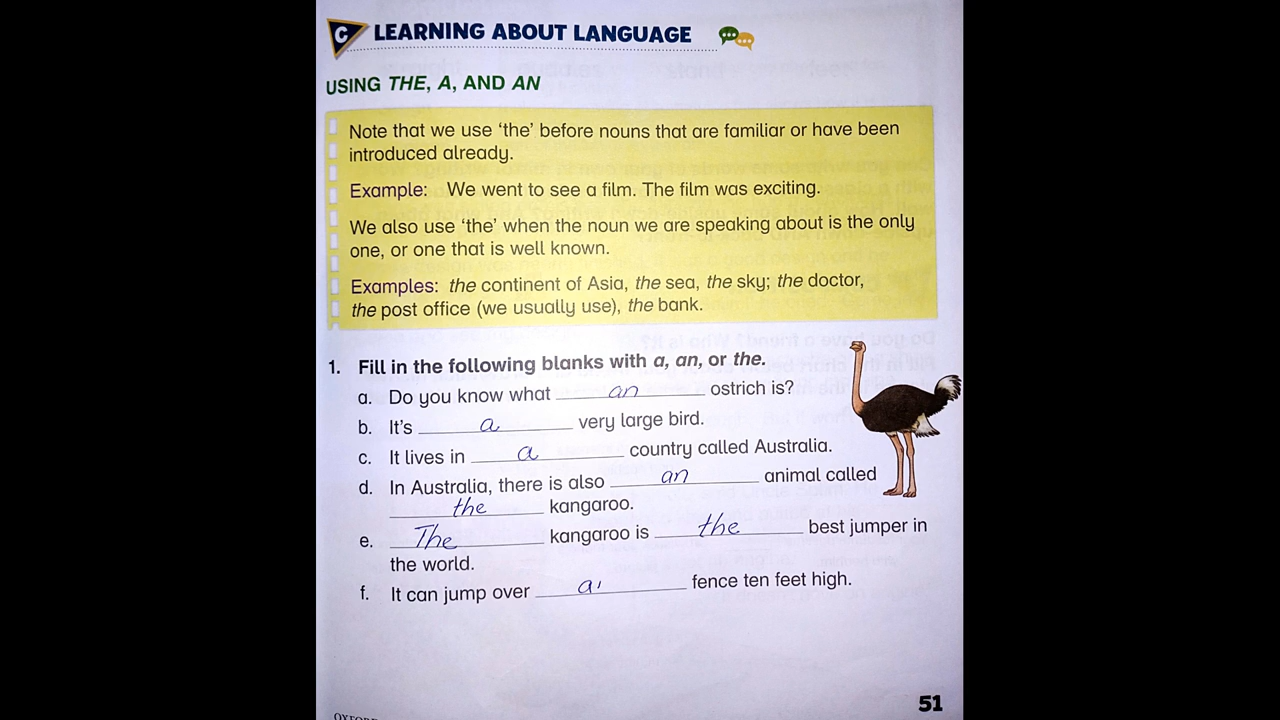 C LEARNING ABOUT LANGUAGE
USING THE, A, AND AN
Note that we use ‘the’ before nouns that are familiar or have been
introduced already.
Example: We went to see a film. The film was exciting.
We also use ‘the’ when the noun we are speaking about is the only
one, or one that is well known.
Examples: the continent of Asia, the sea, the sky; the doctor,
the post office (we usually use), the bank.
1. Fill in the following blanks with a, an, or the.
a. Do you know what an ostrich is?
b. It’s a very large bird.
c. It lives in a country called Australia.
d. In Australia, there is also an animal called
the kangaroo.
e. The kangaroo is the best jumper in
the world.
f. It can jump over a fence ten feet high.
51